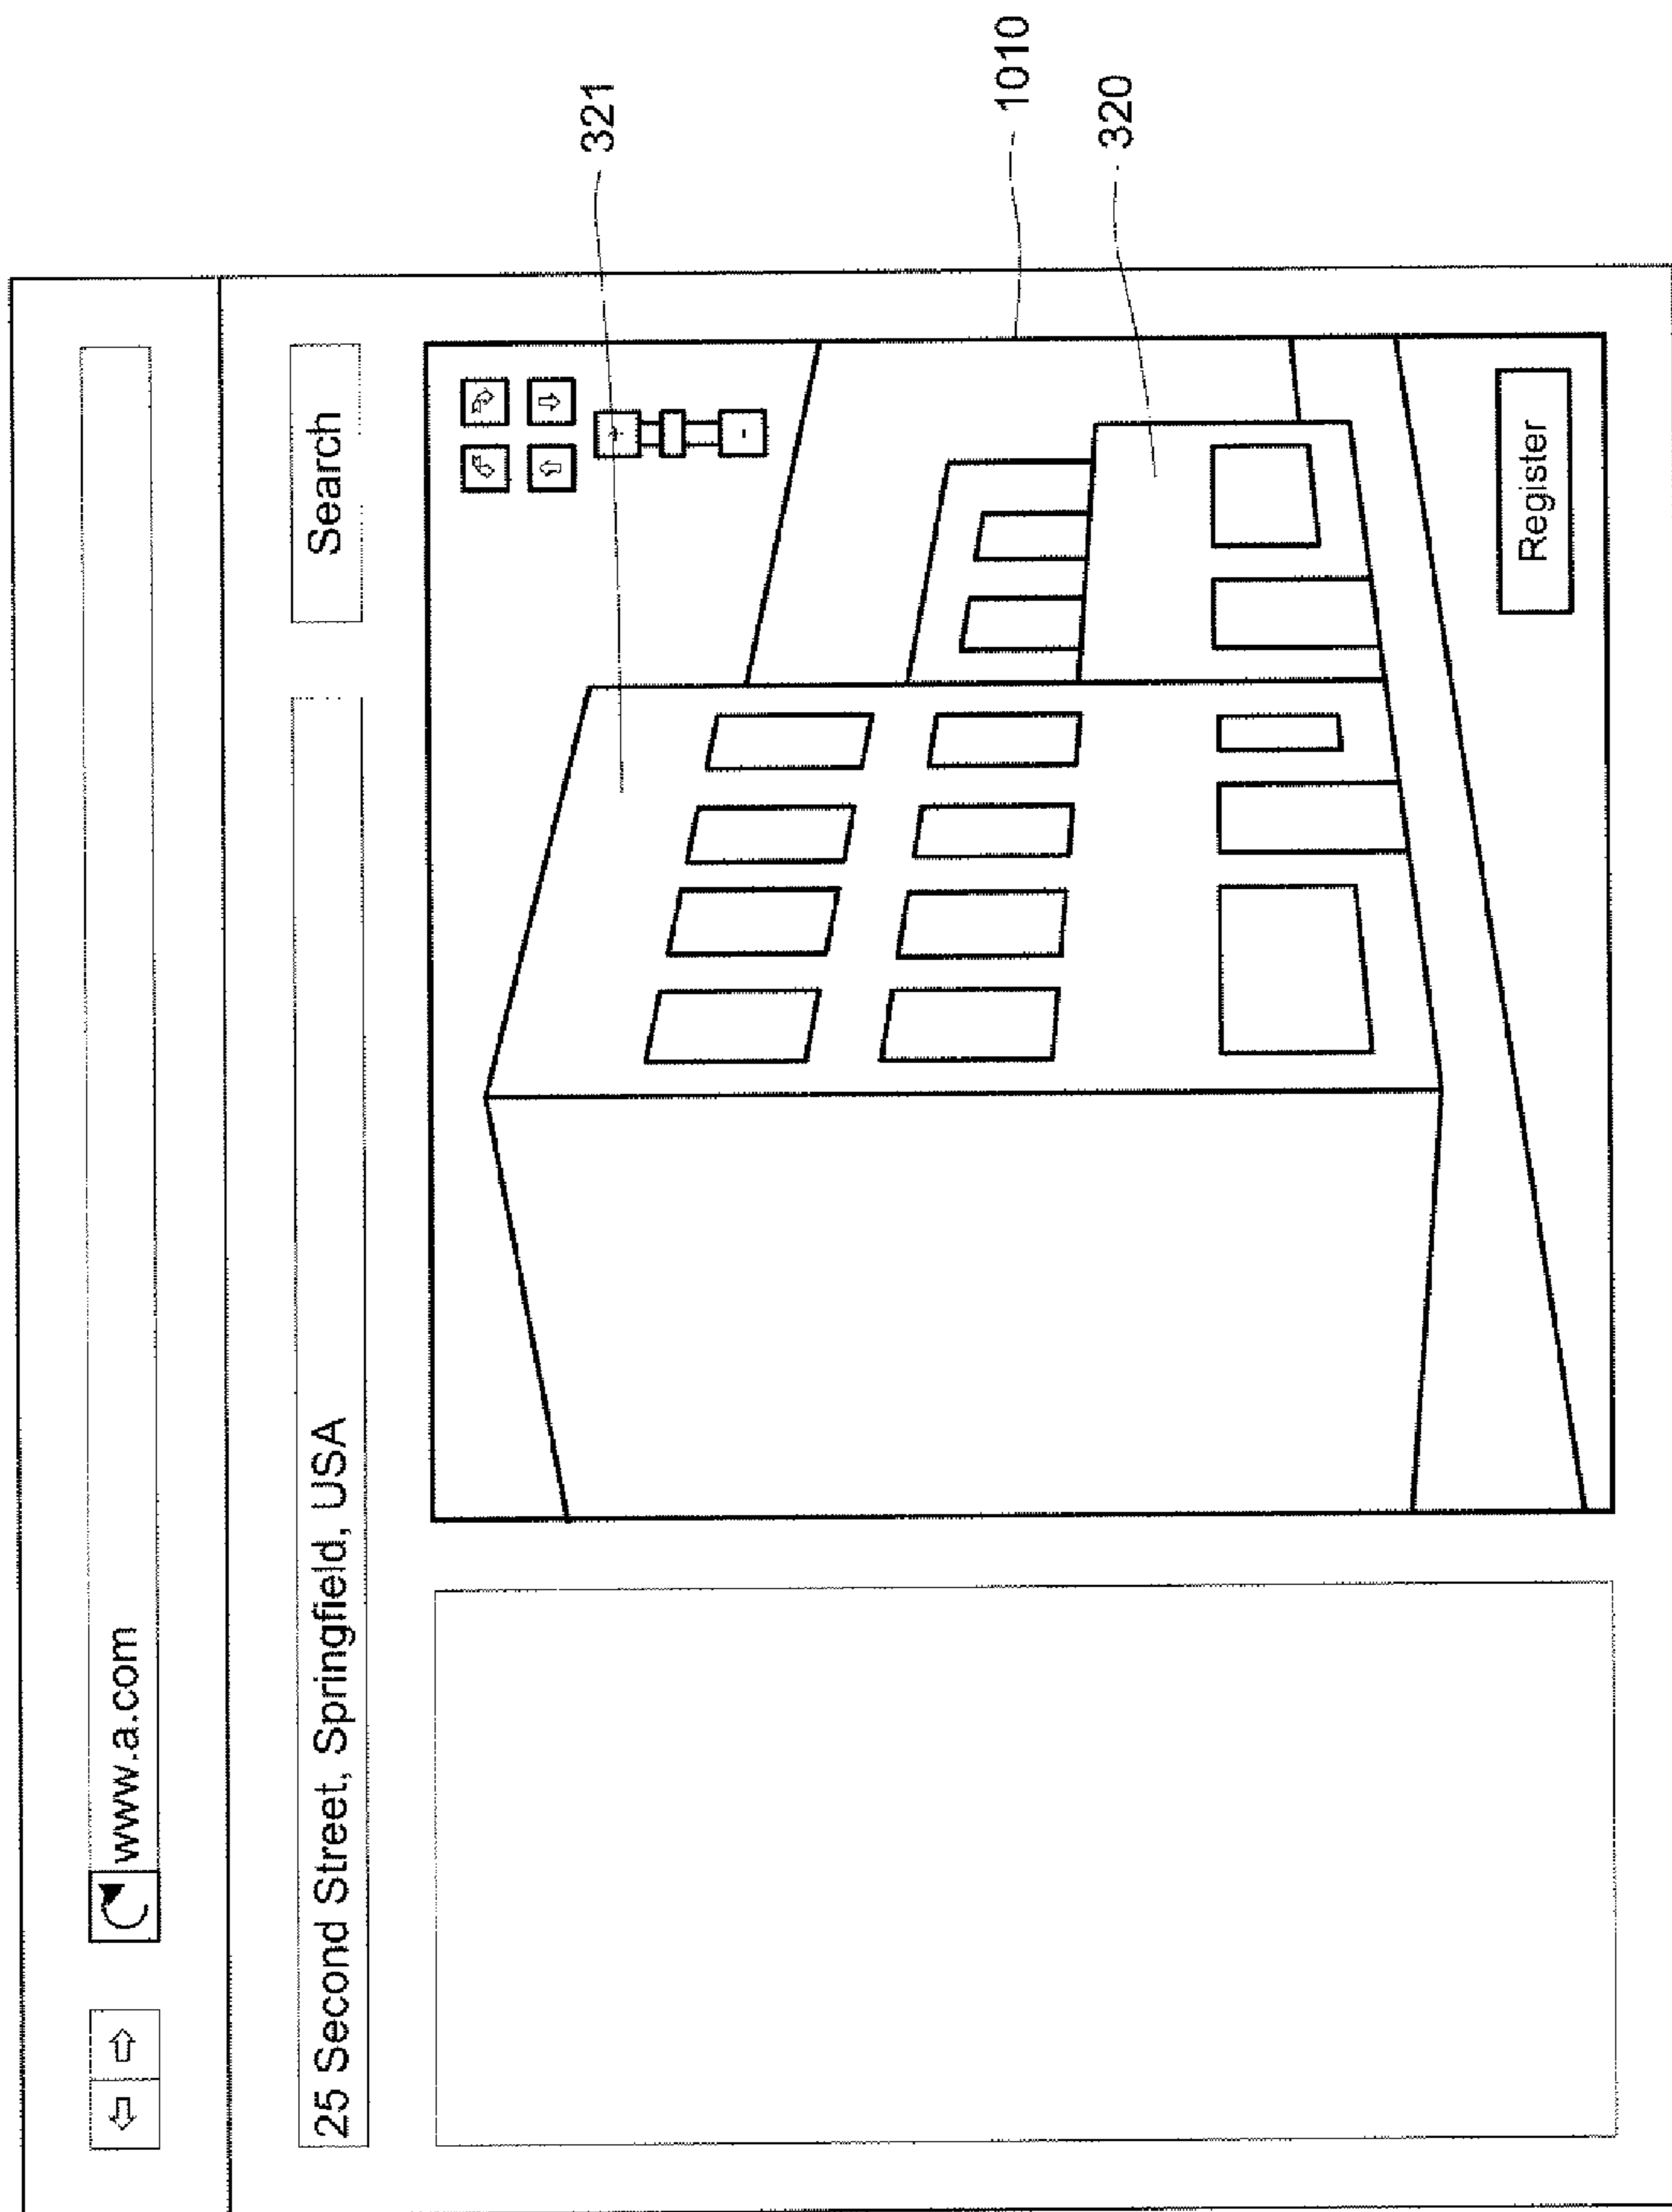 www.a.com
25 Second Street, Springfield, USA
Search
+
-
321
1010
320
Register